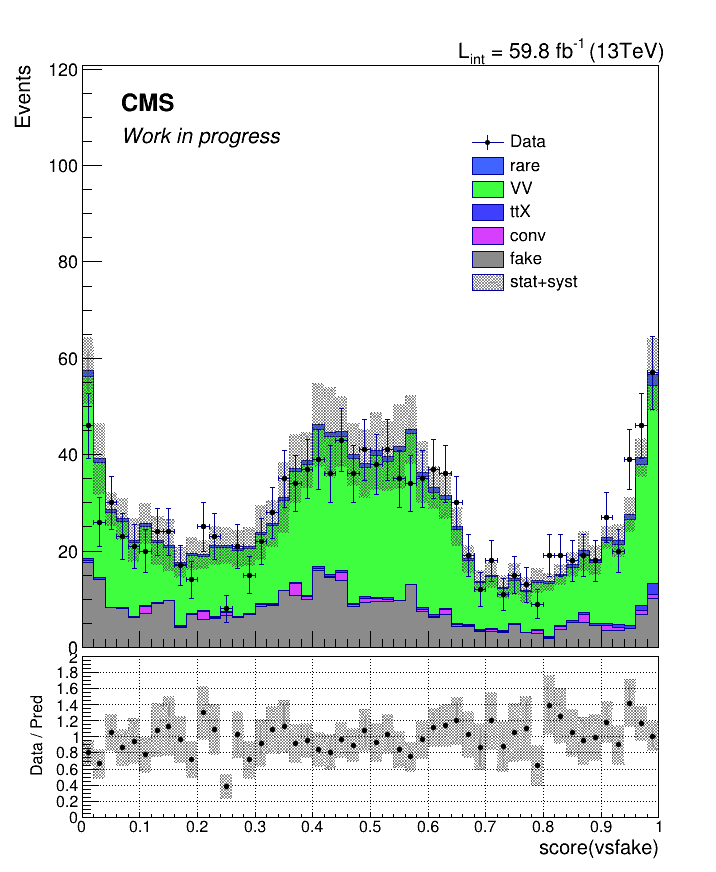 L_int = 59.8 fb^-1 (13TeV)
Events
120
CMS
Work in progress
Data
100
rare
VV
ttX
conv
80
fake
stat+syst
60
40
20
0
Data / Pred
2
1.8
1.6
1.4
1.2
1
0.8
0.6
0.4
0.2
0
0 0.1 0.2 0.3 0.4 0.5 0.6 0.7 0.8 0.9 1
score(vsfake)